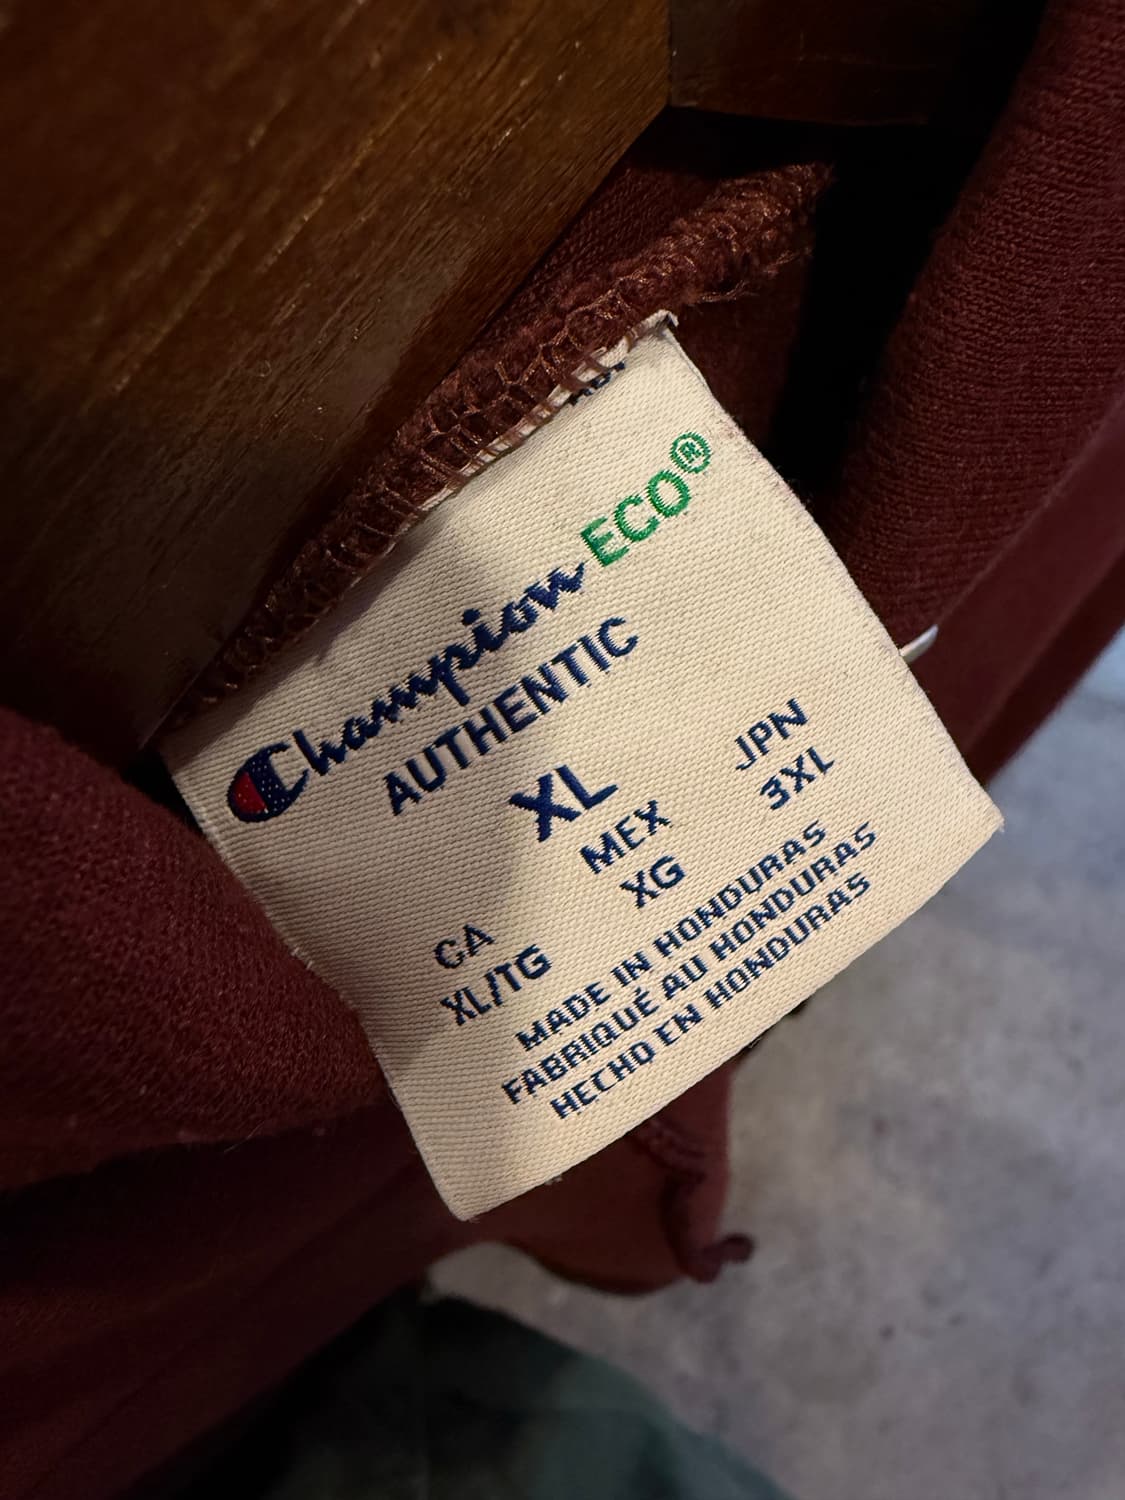 Champion ECO®
AUTHENTIC
XL
CA MEX JPN
XL/TG XG 3XL
MADE IN HONDURAS
FABRIQUÉ AU HONDURAS
HECHO EN HONDURAS